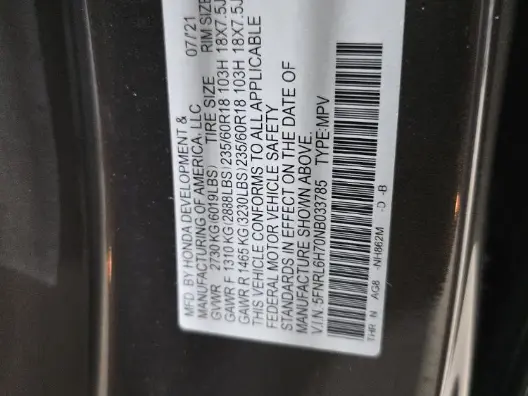 MFD. BY HONDA DEVELOPMENT &
MANUFACTURING OF AMERICA, LLC 07/21
GVWR 2730 KG(6019LBS) TIRE SIZE RIM SIZE
GAWR F 1310 KG(2888LBS)235/60R18 103H 18X7.5J
GAWR R 1465 KG(3230LBS)235/60R18 103H 18X7.5J
THIS VEHICLE CONFORMS TO ALL APPLICABLE
FEDERAL MOTOR VEHICLE SAFETY
STANDARDS IN EFFECT ON THE DATE OF
MANUFACTURE SHOWN ABOVE.
V.I.N. 5FNRL6H70NB033785 TYPE:MPV
THR N AG8 -NH862M -D -B